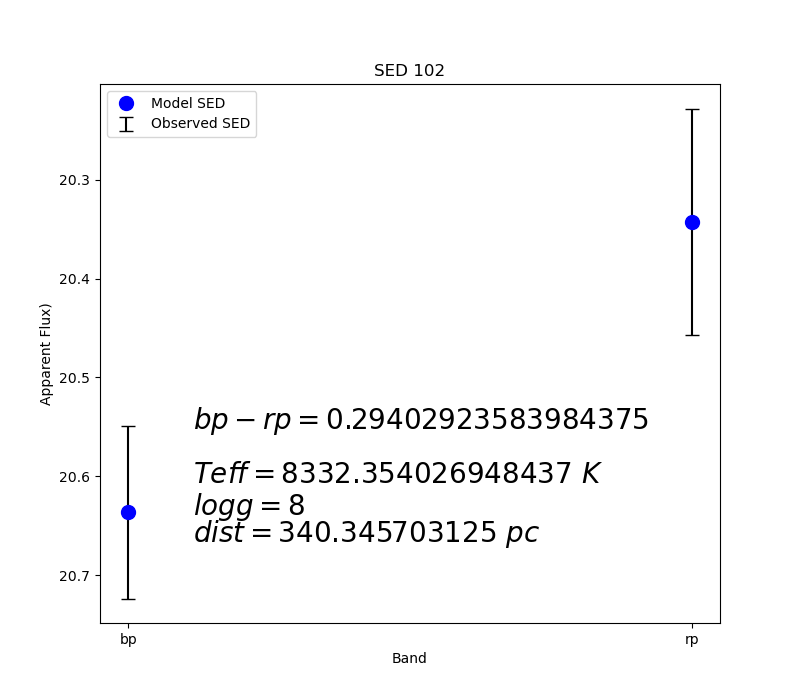 SED 102
Model SED
Observed SED
20.3
20.4
20.5
20.6
20.7
Apparent Flux)
bp − rp = 0.29402923583984375
Teff = 8332.354026948437 K
logg = 8
dist = 340.345703125 pc
bp
rp
Band